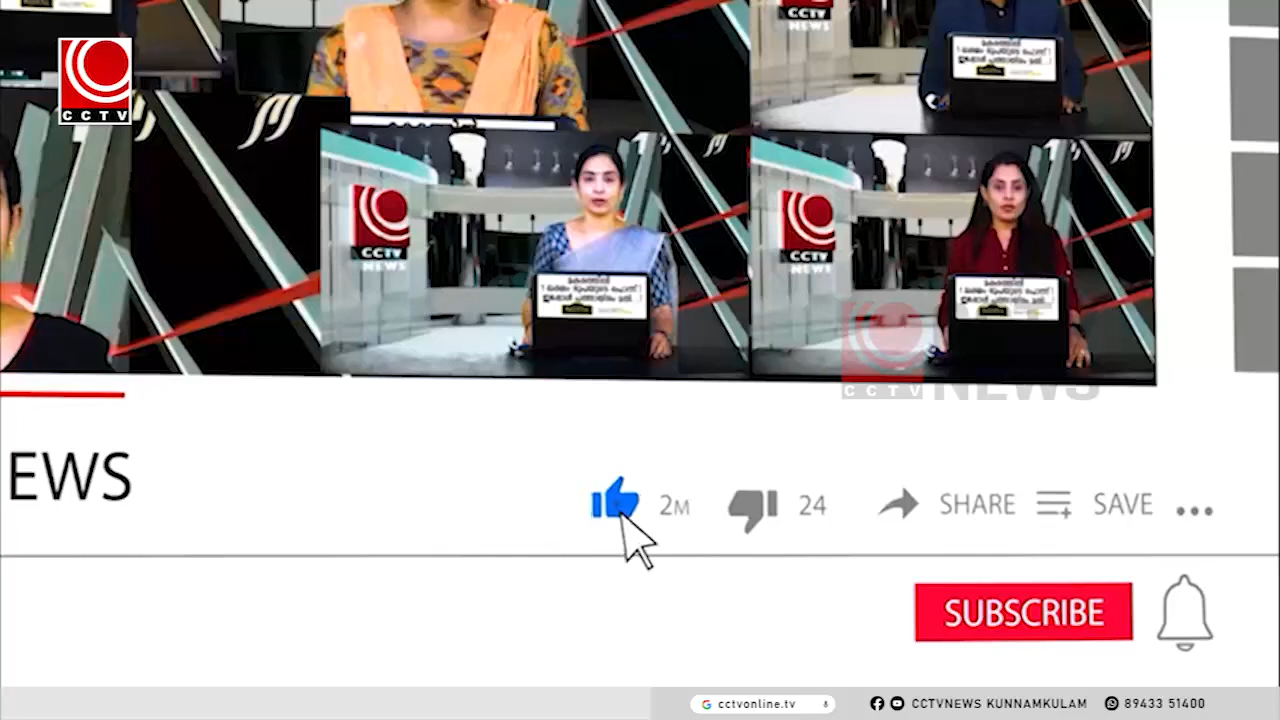 CCTV
CCTV
NEWS
CCTV
NEWS
CCTV
NEWS
CCTV NEWS
EWS
2M
24
SHARE
SAVE
SUBSCRIBE
cctvonline.tv
CCTVNEWS KUNNAMKULAM
89433 51400